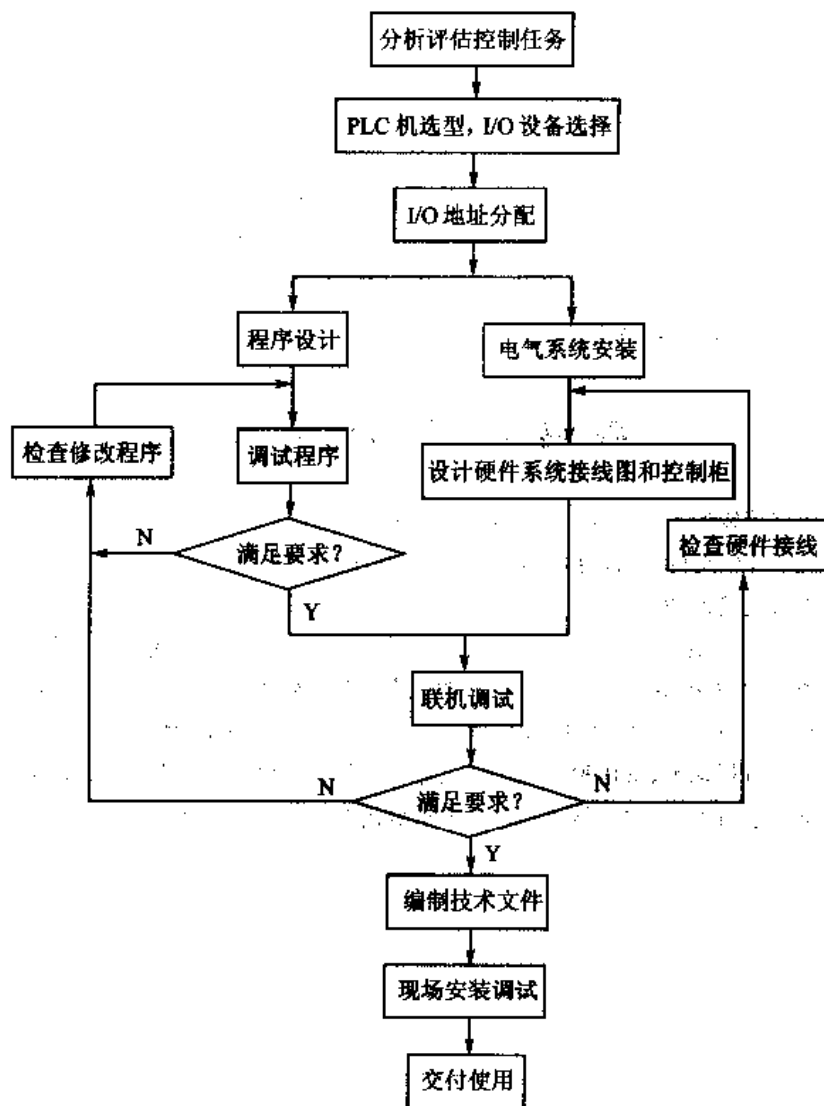 分析评估控制任务
PLC 机选型，I/O 设备选择
I/O 地址分配
程序设计
电气系统安装
检查修改程序
调试程序
设计硬件系统接线图和控制柜
N
满足要求？
检查硬件接线
Y
联机调试
N
满足要求？
N
Y
编制技术文件
现场安装调试
交付使用